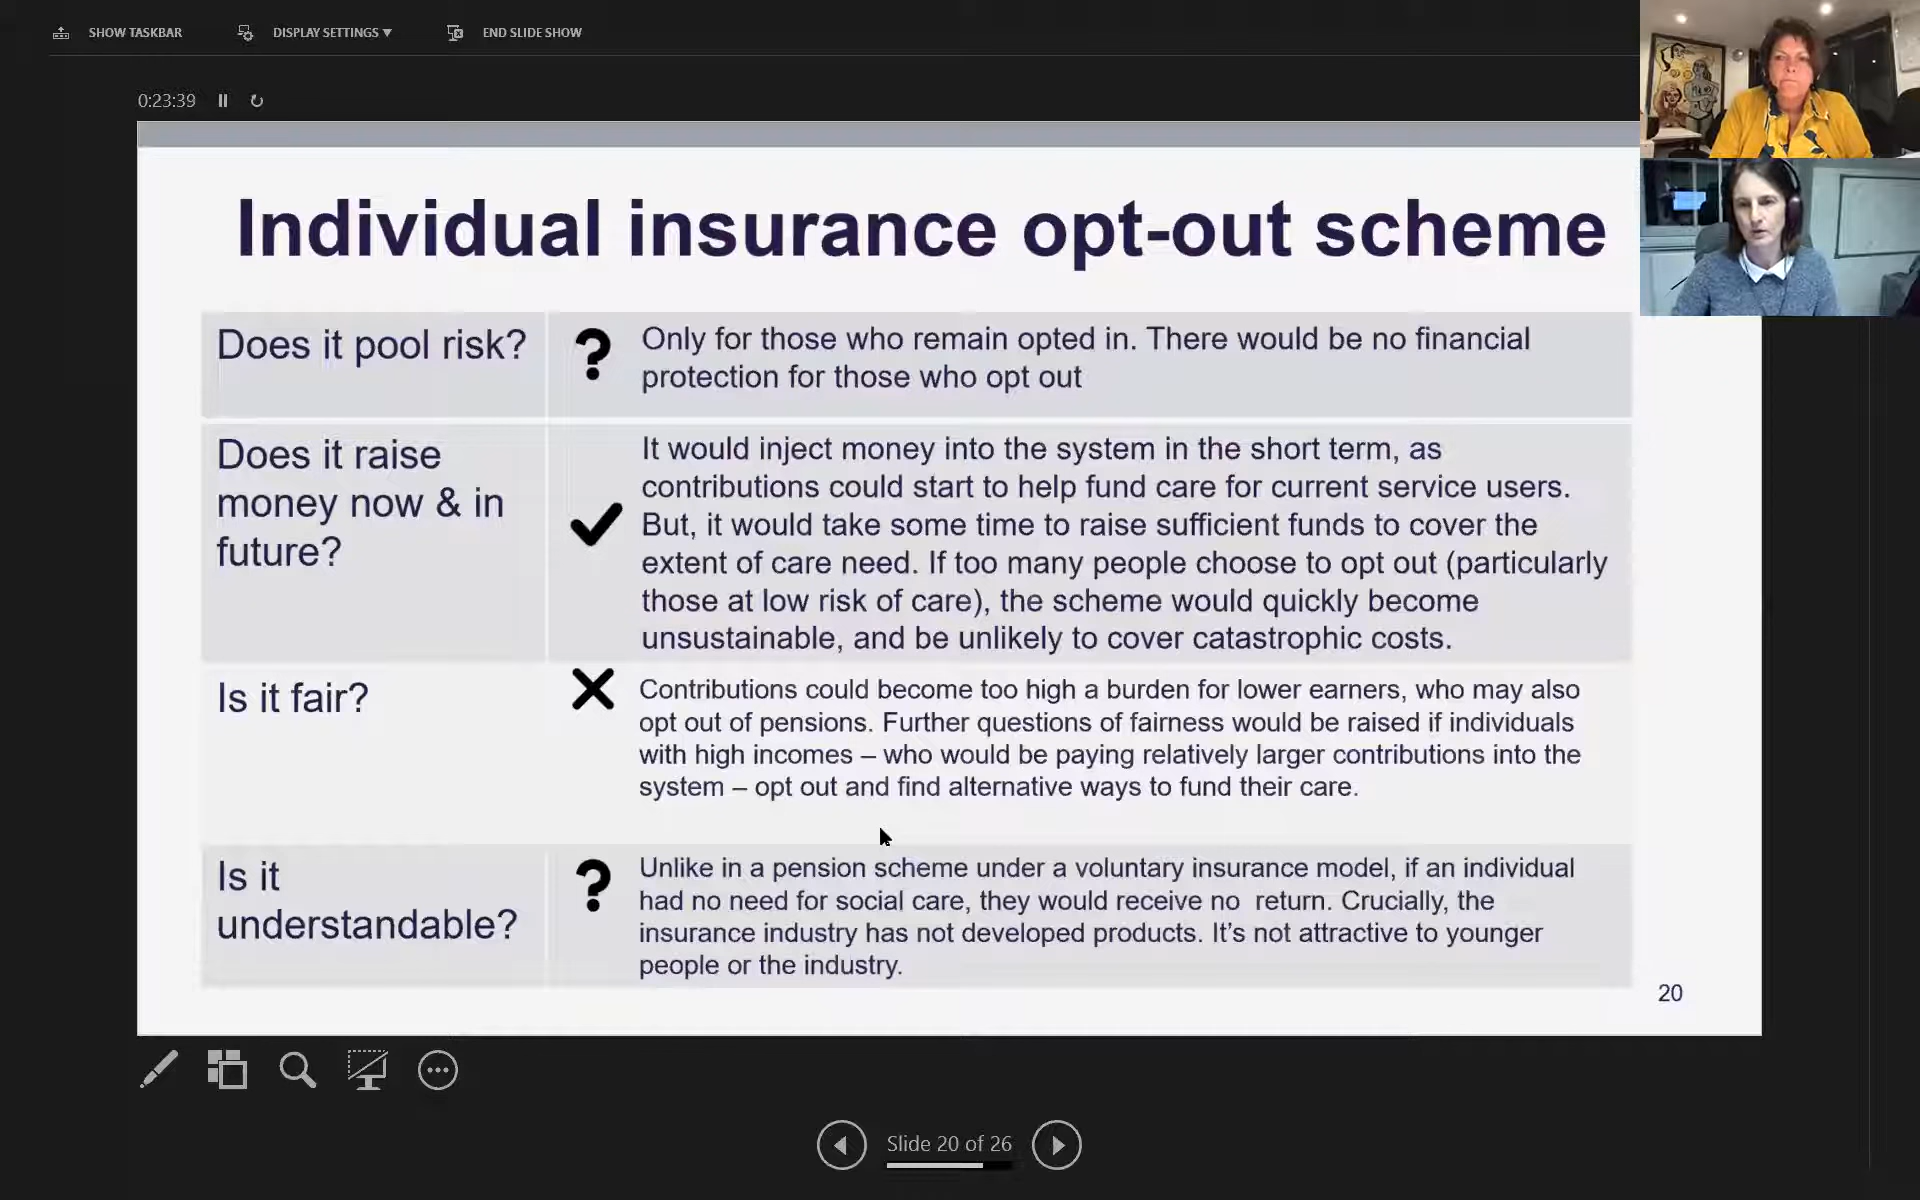 SHOW TASKBAR DISPLAY SETTINGS ▼ END SLIDE SHOW
0:23:39
Individual insurance opt-out scheme
Does it pool risk?
?
Only for those who remain opted in. There would be no financial
protection for those who opt out
Does it raise
money now & in
future?
It would inject money into the system in the short term, as
contributions could start to help fund care for current service users.
But, it would take some time to raise sufficient funds to cover the
extent of care need. If too many people choose to opt out (particularly
those at low risk of care), the scheme would quickly become
unsustainable, and be unlikely to cover catastrophic costs.
Is it fair?
Contributions could become too high a burden for lower earners, who may also
opt out of pensions. Further questions of fairness would be raised if individuals
with high incomes – who would be paying relatively larger contributions into the
system – opt out and find alternative ways to fund their care.
Is it
understandable?
?
Unlike in a pension scheme under a voluntary insurance model, if an individual
had no need for social care, they would receive no  return. Crucially, the
insurance industry has not developed products. It's not attractive to younger
people or the industry.
20
Slide 20 of 26